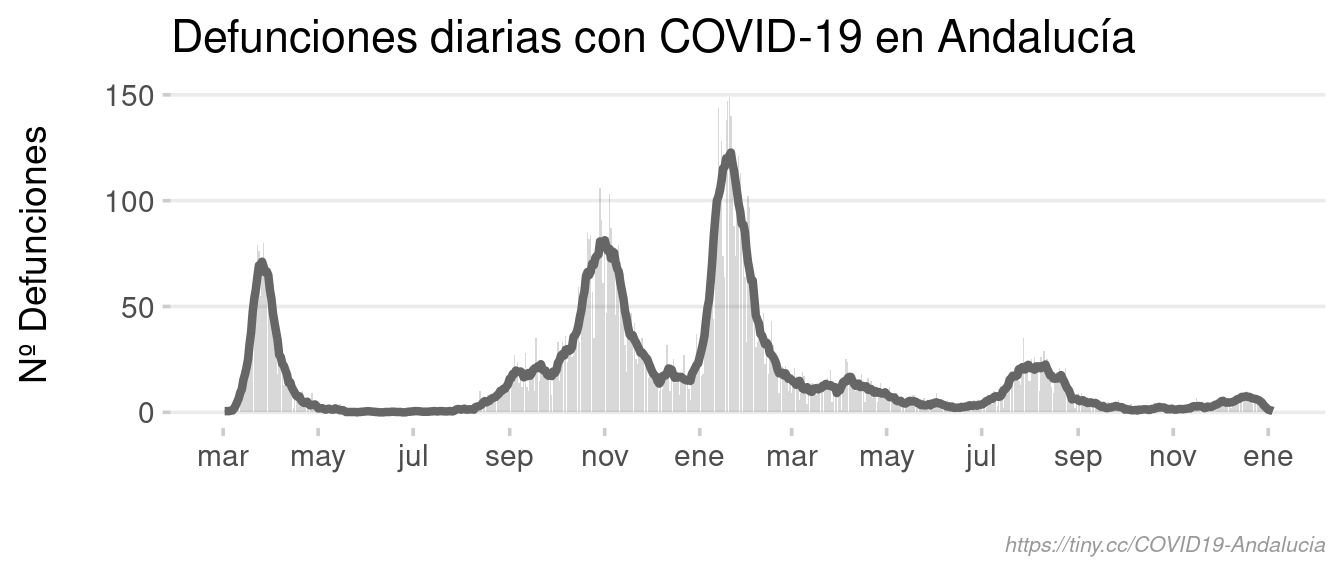 Defunciones diarias con COVID-19 en Andalucía
Nº Defunciones
150
100
50
0
mar may jul sep nov ene mar may jul sep nov ene
https://tiny.cc/COVID19-Andalucia